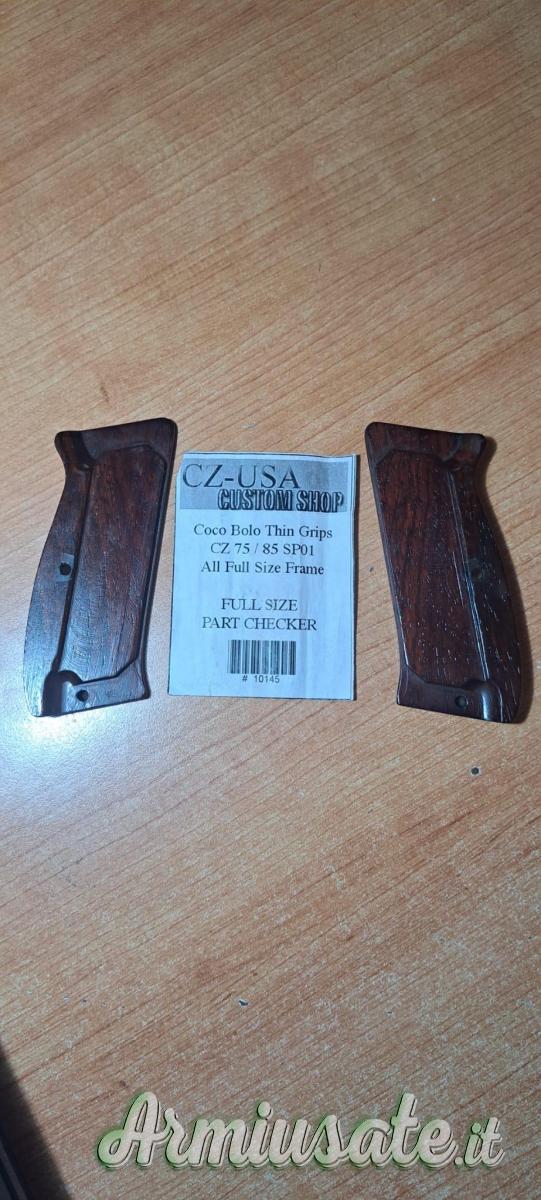 CZ-USA
CUSTOM SHOP
Coco Bolo Thin Grips
CZ 75 / 85 SP01
All Full Size Frame
FULL SIZE
PART CHECKER
# 10145
Armiusate.it